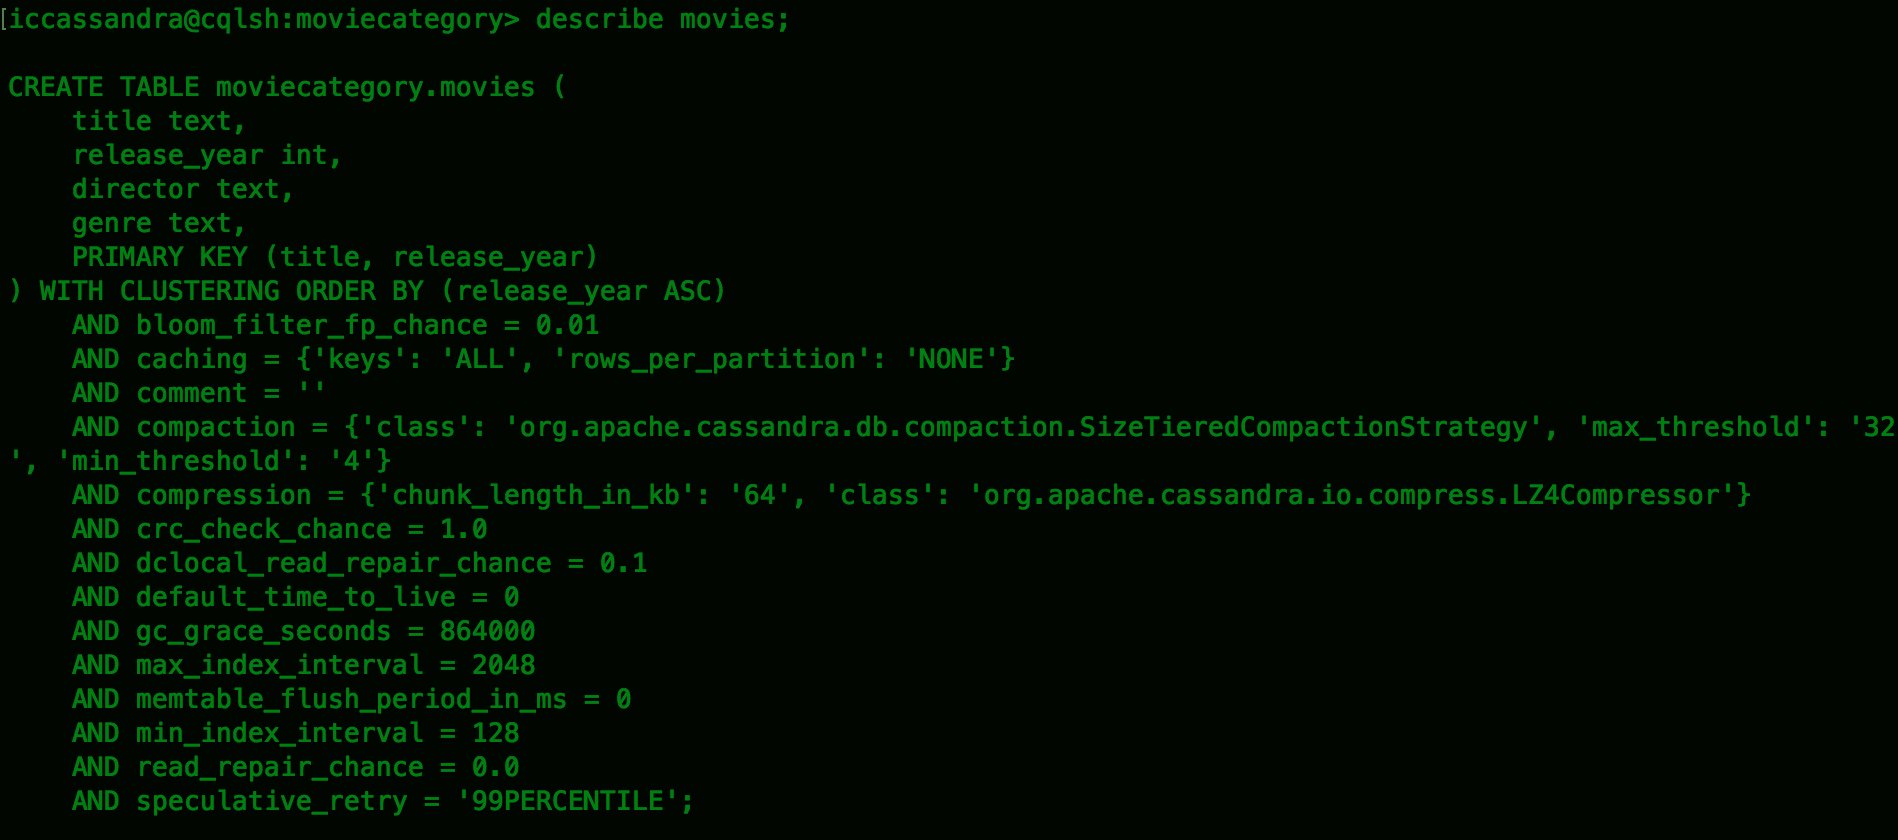 [iccassandra@cqlsh:moviecategory> describe movies;
CREATE TABLE moviecategory.movies (
    title text,
    release_year int,
    director text,
    genre text,
    PRIMARY KEY (title, release_year)
) WITH CLUSTERING ORDER BY (release_year ASC)
    AND bloom_filter_fp_chance = 0.01
    AND caching = {'keys': 'ALL', 'rows_per_partition': 'NONE'}
    AND comment = ''
    AND compaction = {'class': 'org.apache.cassandra.db.compaction.SizeTieredCompactionStrategy', 'max_threshold': '32
', 'min_threshold': '4'}
    AND compression = {'chunk_length_in_kb': '64', 'class': 'org.apache.cassandra.io.compress.LZ4Compressor'}
    AND crc_check_chance = 1.0
    AND dclocal_read_repair_chance = 0.1
    AND default_time_to_live = 0
    AND gc_grace_seconds = 864000
    AND max_index_interval = 2048
    AND memtable_flush_period_in_ms = 0
    AND min_index_interval = 128
    AND read_repair_chance = 0.0
    AND speculative_retry = '99PERCENTILE';